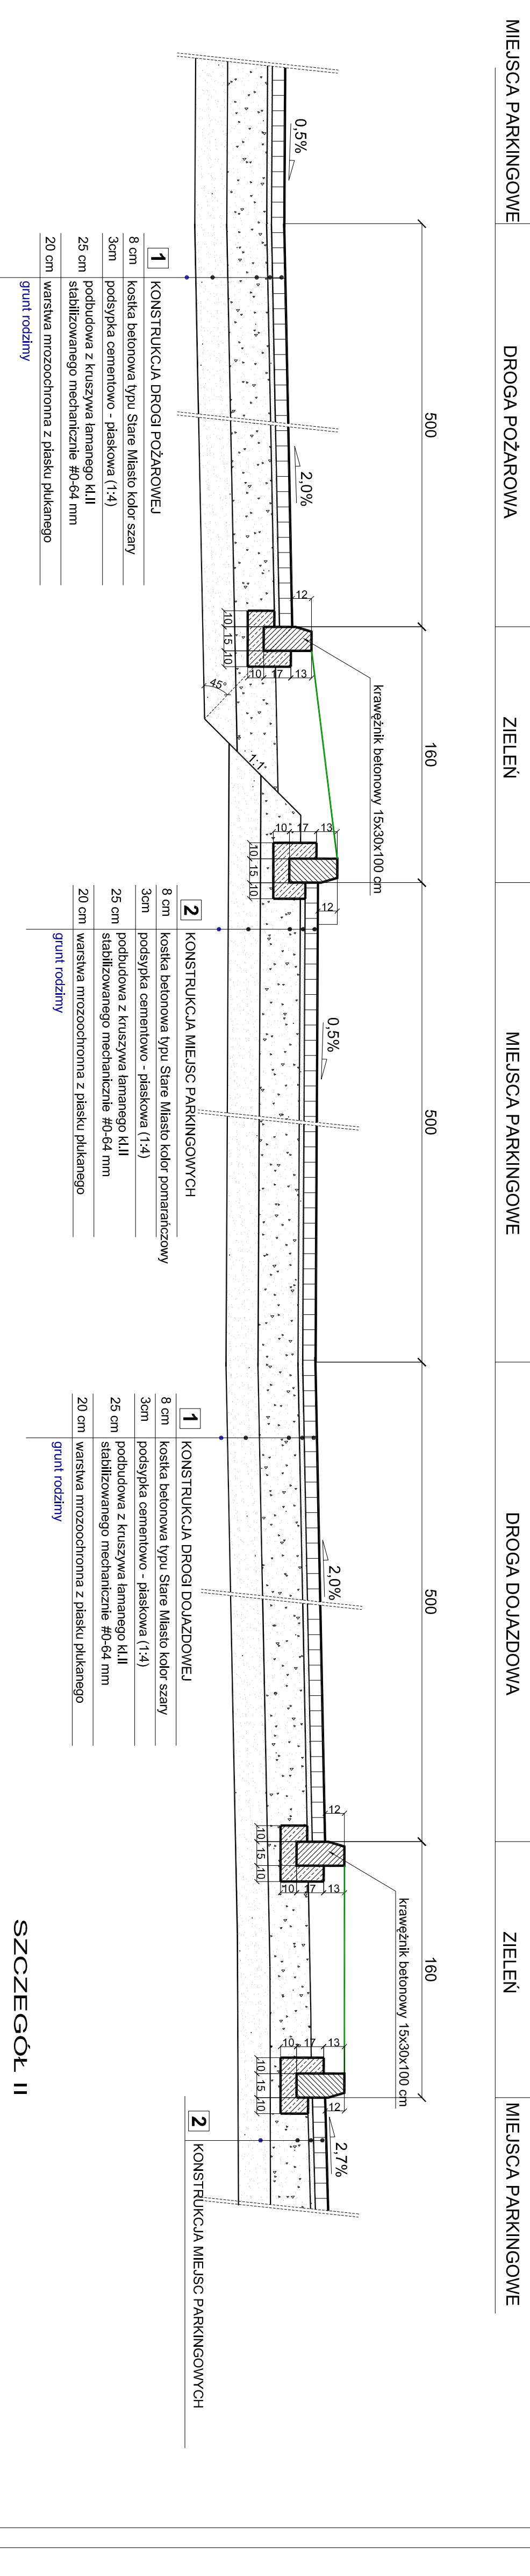 MIEJSCA PARKINGOWE
DROGA POŻAROWA
ZIELEŃ
MIEJSCA PARKINGOWE
DROGA DOJAZDOWA
ZIELEŃ
MIEJSCA PARKINGOWE
500
160
500
500
160
krawężnik betonowy 15x30x100 cm
krawężnik betonowy 15x30x100 cm
0,5%
2,0%
0,5%
2,0%
2,7%
12
10 17 13
10 15 10
45°
1:1
10 17 13
10 15 10
12
12
10 17 13
10 15 10
10 17 13
10 15 10
12
1 KONSTRUKCJA DROGI POŻAROWEJ
8 cm kostka betonowa typu Stare Miasto kolor szary
3cm podsypka cementowo - piaskowa (1:4)
25 cm podbudowa z kruszywa łamanego kl.II
stabilizowanego mechanicznie #0-64 mm
20 cm warstwa mrozoochronna z piasku płukanego
grunt rodzimy
2 KONSTRUKCJA MIEJSC PARKINGOWYCH
8 cm kostka betonowa typu Stare Miasto kolor pomarańczowy
3cm podsypka cementowo - piaskowa (1:4)
25 cm podbudowa z kruszywa łamanego kl.II
stabilizowanego mechanicznie #0-64 mm
20 cm warstwa mrozoochronna z piasku płukanego
grunt rodzimy
1 KONSTRUKCJA DROGI DOJAZDOWEJ
8 cm kostka betonowa typu Stare Miasto kolor szary
3cm podsypka cementowo - piaskowa (1:4)
25 cm podbudowa z kruszywa łamanego kl.II
stabilizowanego mechanicznie #0-64 mm
20 cm warstwa mrozoochronna z piasku płukanego
grunt rodzimy
2 KONSTRUKCJA MIEJSC PARKINGOWYCH
SZCZEGÓŁ II